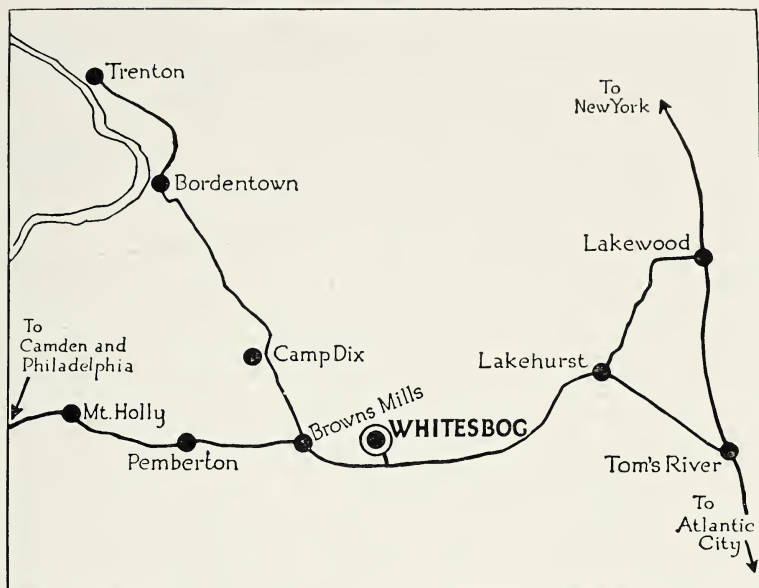 Trenton
To
New York
Bordentown
Lakewood
To
Camden and
Philadelphia
Camp Dix
Lakehurst
Mt. Holly
Browns Mills
WHITESBOG
Pemberton
Tom's River
To
Atlantic
City